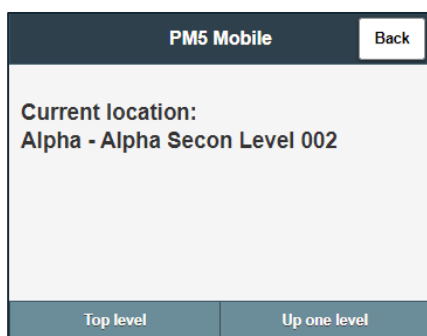 PM5 Mobile
Back
Current location:
Alpha - Alpha Secon Level 002
Top level
Up one level